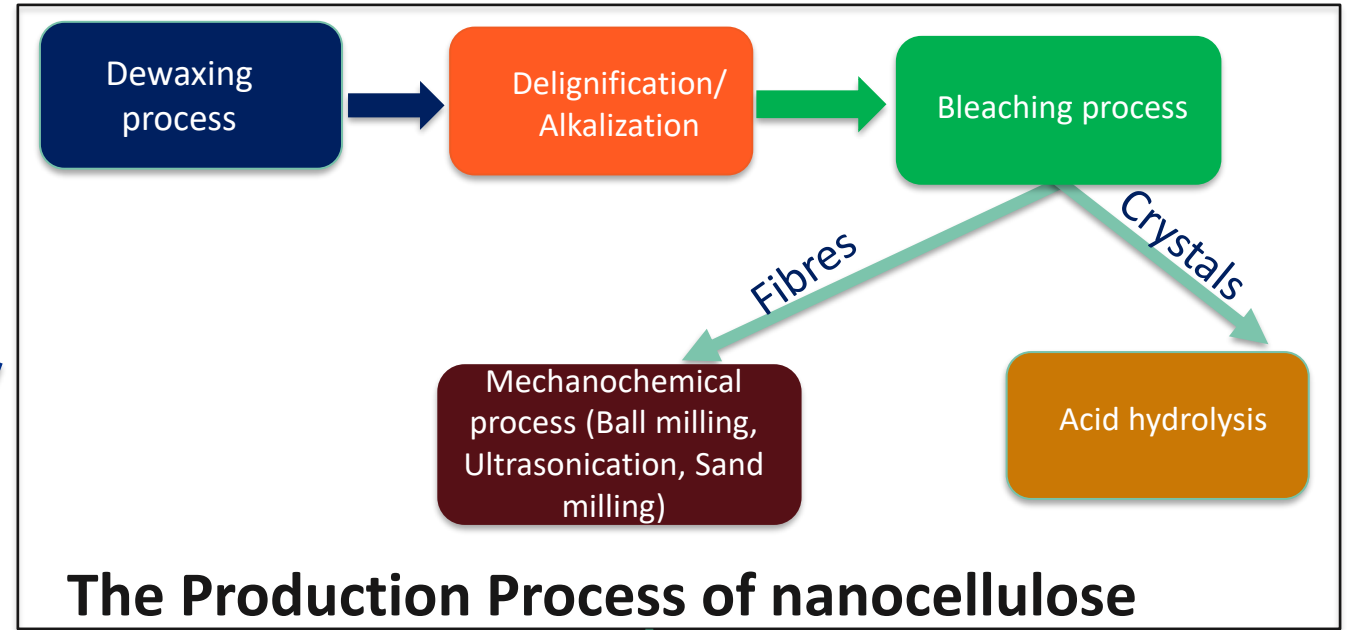 Dewaxing
process
Delignification/
Alkalization
Bleaching process
Fibres
Crystals
Mechanochemical
process (Ball milling,
Ultrasonication, Sand
milling)
Acid hydrolysis
The Production Process of nanocellulose